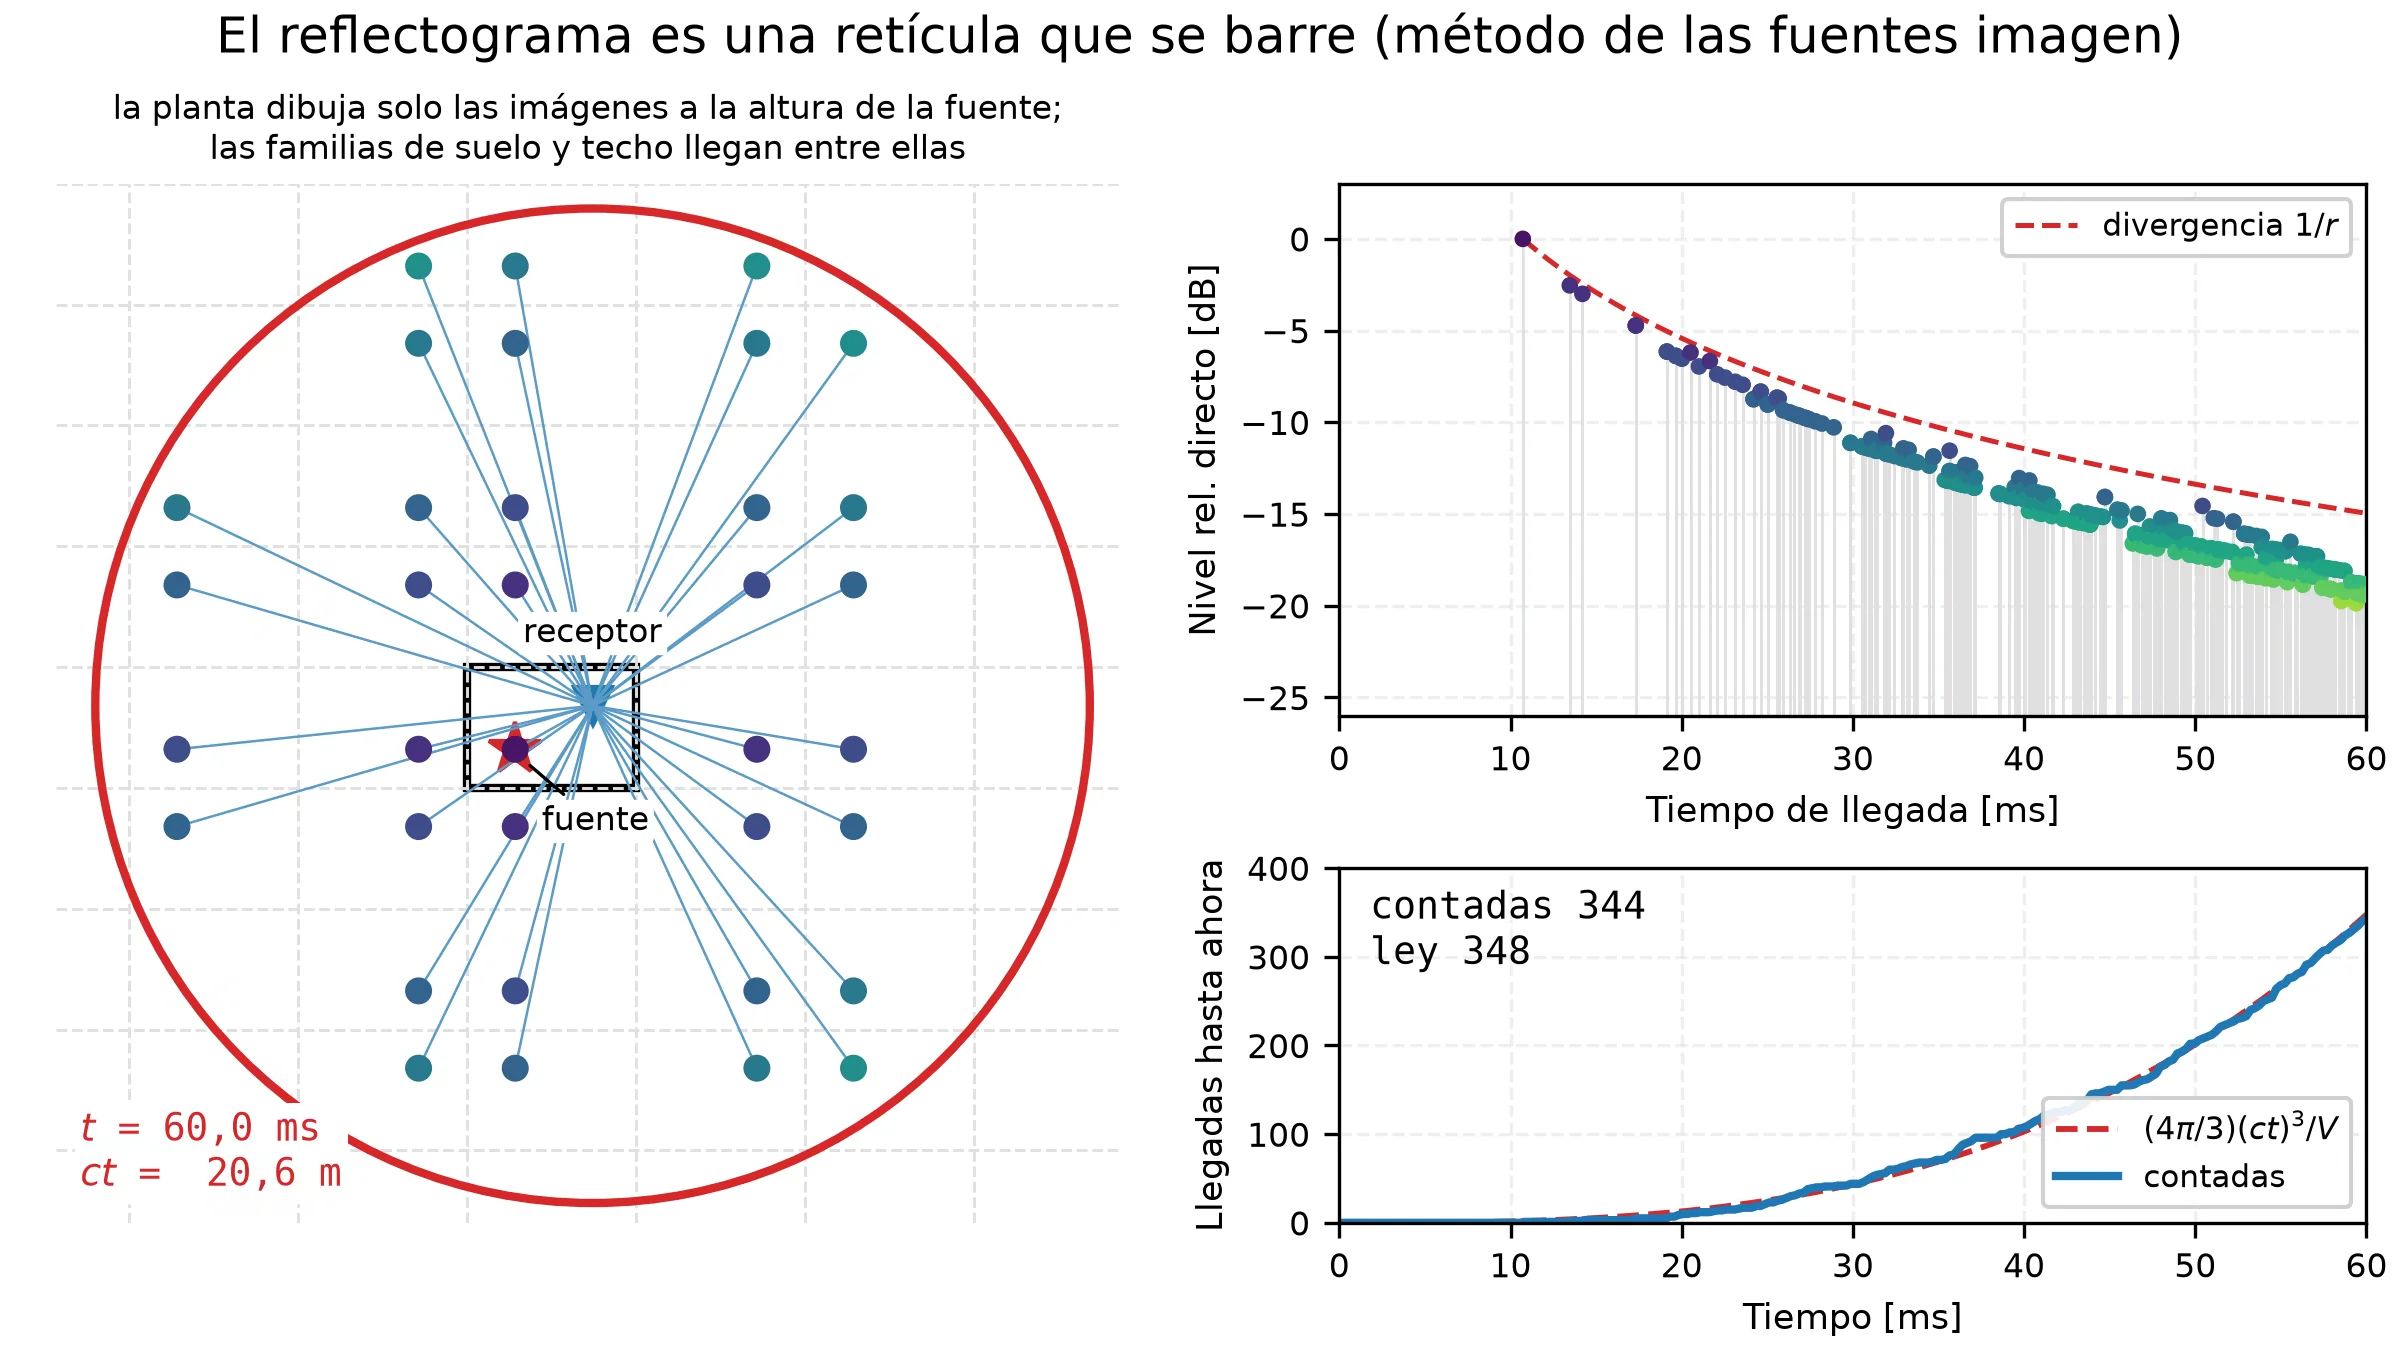 El reflectograma es una retícula que se barre (método de las fuentes imagen)
la planta dibuja solo las imágenes a la altura de la fuente;
las familias de suelo y techo llegan entre ellas
receptor
fuente
t = 60,0 ms
ct = 20,6 m
Nivel rel. directo [dB]
0
−5
−10
−15
−20
−25
divergencia 1/r
0 10 20 30 40 50 60
Tiempo de llegada [ms]
Llegadas hasta ahora
400
300
200
100
0
contadas 344
ley 348
(4π/3)(ct)³/V
contadas
0 10 20 30 40 50 60
Tiempo [ms]